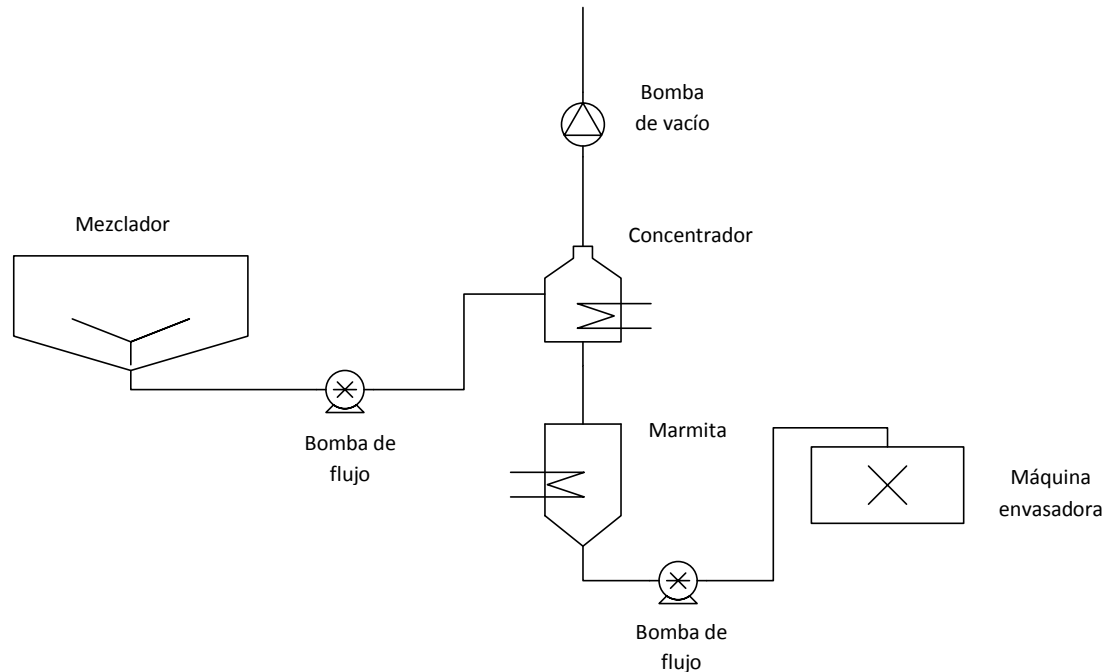 Bomba
de vacío
Mezclador
Concentrador
Bomba de
flujo
Marmita
Máquina
envasadora
Bomba de
flujo